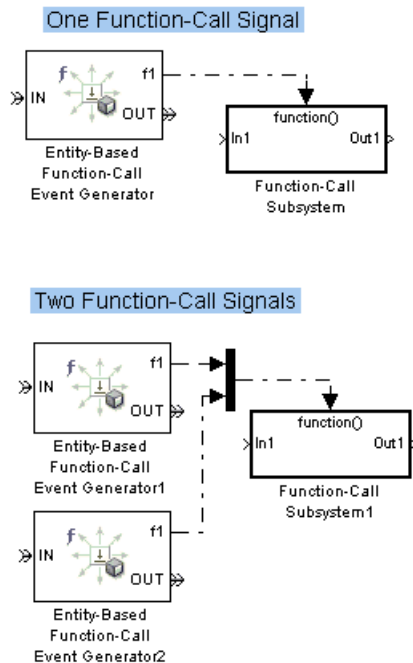 One Function-Call Signal
f
f1
IN
OUT
Entity-Based
Function-Call
Event Generator
function()
In1
Out1
Function-Call
Subsystem
Two Function-Call Signals
f
f1
IN
OUT
Entity-Based
Function-Call
Event Generator1
function()
In1
Out1
Function-Call
Subsystem1
f
f1
IN
OUT
Entity-Based
Function-Call
Event Generator2